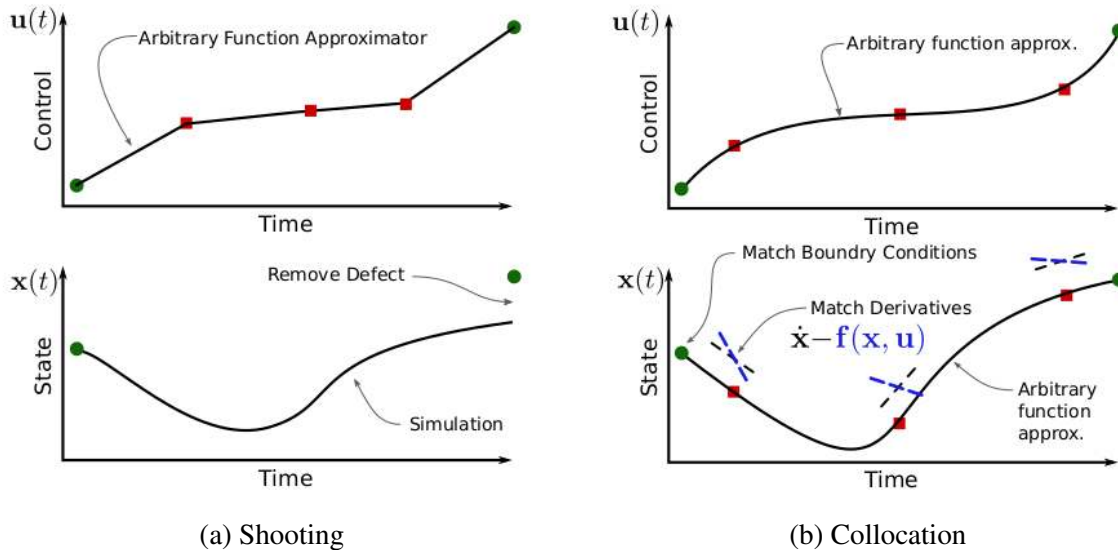 u(t)
Arbitrary Function Approximator
Control
Time
x(t)
Remove Defect
State
Simulation
Time
(a) Shooting
u(t)
Arbitrary function approx.
Control
Time
x(t)
Match Boundry Conditions
Match Derivatives
ẋ−f(x, u)
State
Arbitrary
function
approx.
Time
(b) Collocation